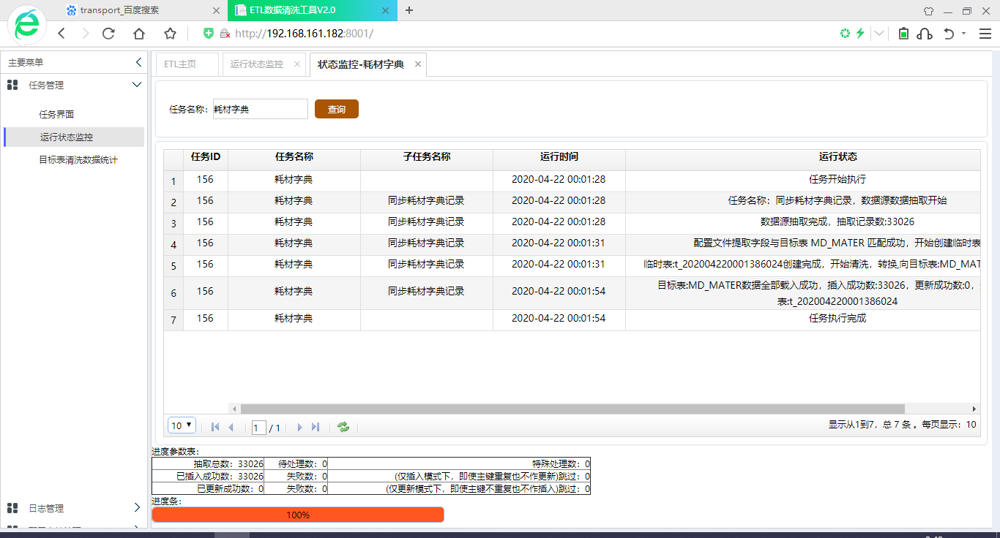 transport_百度搜索
ETL数据清洗工具V2.0
http://192.168.161.182:8001/
主要菜单
任务管理
任务界面
运行状态监控
目标表清洗数据统计
日志管理
ETL主页
运行状态监控
状态监控-耗材字典
任务名称：耗材字典 查询
任务ID 任务名称 子任务名称 运行时间 运行状态
1 156 耗材字典 2020-04-22 00:01:28 任务开始执行
2 156 耗材字典 同步耗材字典记录 2020-04-22 00:01:28 任务名称：同步耗材字典记录，数据源数据抽取开始
3 156 耗材字典 同步耗材字典记录 2020-04-22 00:01:28 数据源抽取完成，抽取记录数:33026
4 156 耗材字典 同步耗材字典记录 2020-04-22 00:01:31 配置文件提取字段与目标表 MD_MATER 匹配成功，开始创建临时表
5 156 耗材字典 同步耗材字典记录 2020-04-22 00:01:31 临时表:t_202004220001386024创建完成，开始清洗，转换,向目标表:MD_MAT
6 156 耗材字典 同步耗材字典记录 2020-04-22 00:01:54 目标表:MD_MATER数据全部载入成功，插入成功数:33026，更新成功数:0，
表:t_202004220001386024
7 156 耗材字典 2020-04-22 00:01:54 任务执行完成
10 1 / 1 显示从1到7，总 7 条 。每页显示：10
进度参数表：
抽取总数：33026 待处理数：0 特殊处理数：0
已插入成功数：33026 失败数：0 (仅插入模式下，即使主键重复也不作更新)跳过：0
已更新成功数：0 失败数：0 (仅更新模式下，即使主键不重复也不作插入)跳过：0
进度条：
100%